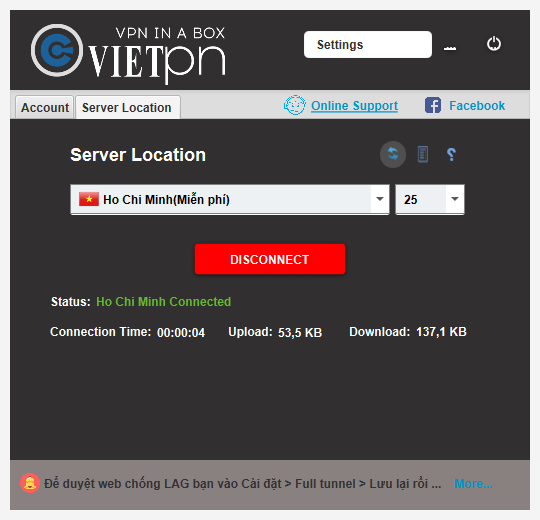 VPN IN A BOX
VIETpn
Settings
Account
Server Location
Online Support
Facebook
Server Location
Ho Chi Minh(Miễn phí)
25
DISCONNECT
Status: Ho Chi Minh Connected
Connection Time: 00:00:04 Upload: 53,5 KB Download: 137,1 KB
Để duyệt web chống LAG bạn vào Cài đặt > Full tunnel > Lưu lại rồi ... More...